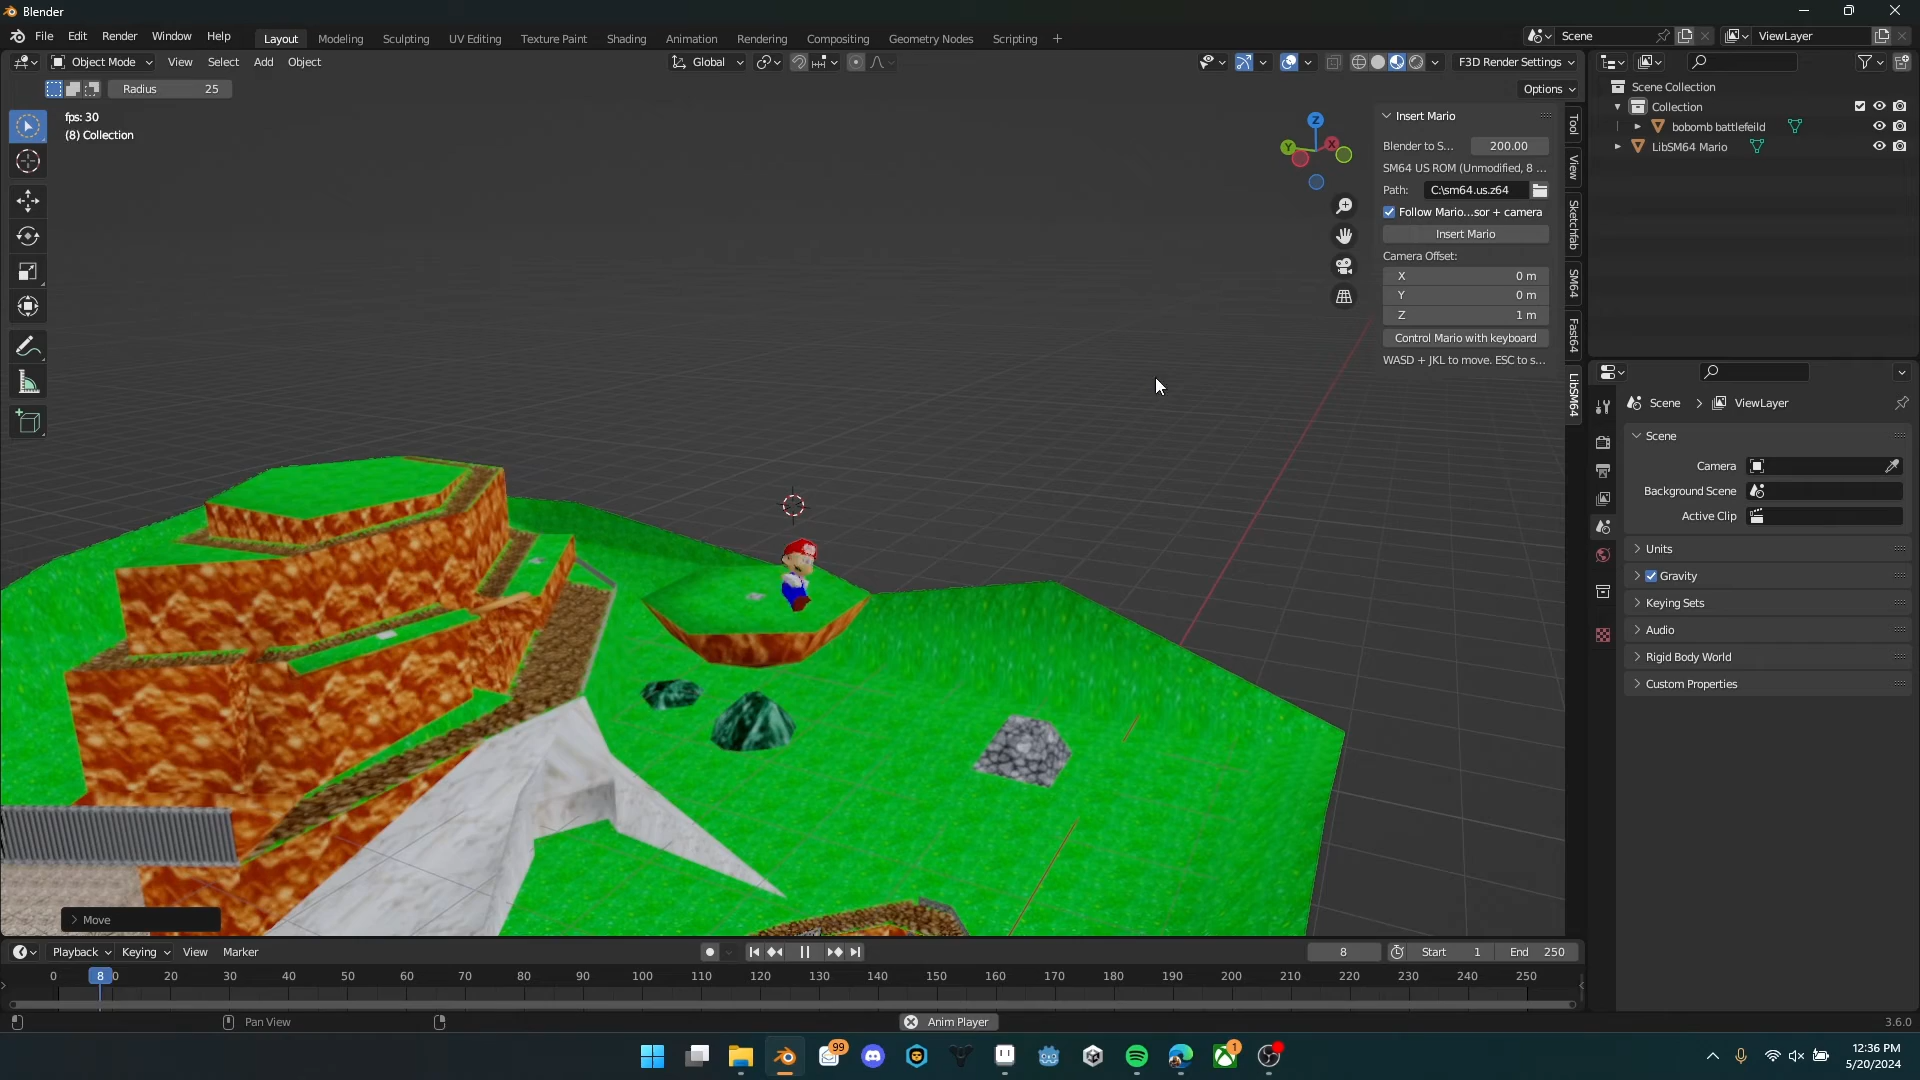 Blender
File Edit Render Window Help
Layout Modeling Sculpting UV Editing Texture Paint Shading Animation Rendering Compositing Geometry Nodes Scripting +
Scene
ViewLayer
Object Mode View Select Add Object
Global
F3D Render Settings
Radius 25
Options
fps: 30
(8) Collection
Z
Y
X
Insert Mario
Blender to S... 200.00
SM64 US ROM (Unmodified, 8 ...
Path: C:\sm64.us.z64
Follow Mario...sor + camera
Insert Mario
Camera Offset:
X 0 m
Y 0 m
Z 1 m
Control Mario with keyboard
WASD + JKL to move. ESC to s...
Tool
View
Sketchfab
SM64
Fast64
LibSM64
Scene Collection
Collection
bobomb battlefeild
LibSM64 Mario
Scene > ViewLayer
Scene
Camera
Background Scene
Active Clip
Units
Gravity
Keying Sets
Audio
Rigid Body World
Custom Properties
> Move
Playback Keying View Marker
8 Start 1 End 250
0 8 0 20 30 40 50 60 70 80 90 100 110 120 130 140 150 160 170 180 190 200 210 220 230 240 250
Pan View
Anim Player
3.6.0
99
1
12:36 PM
5/20/2024